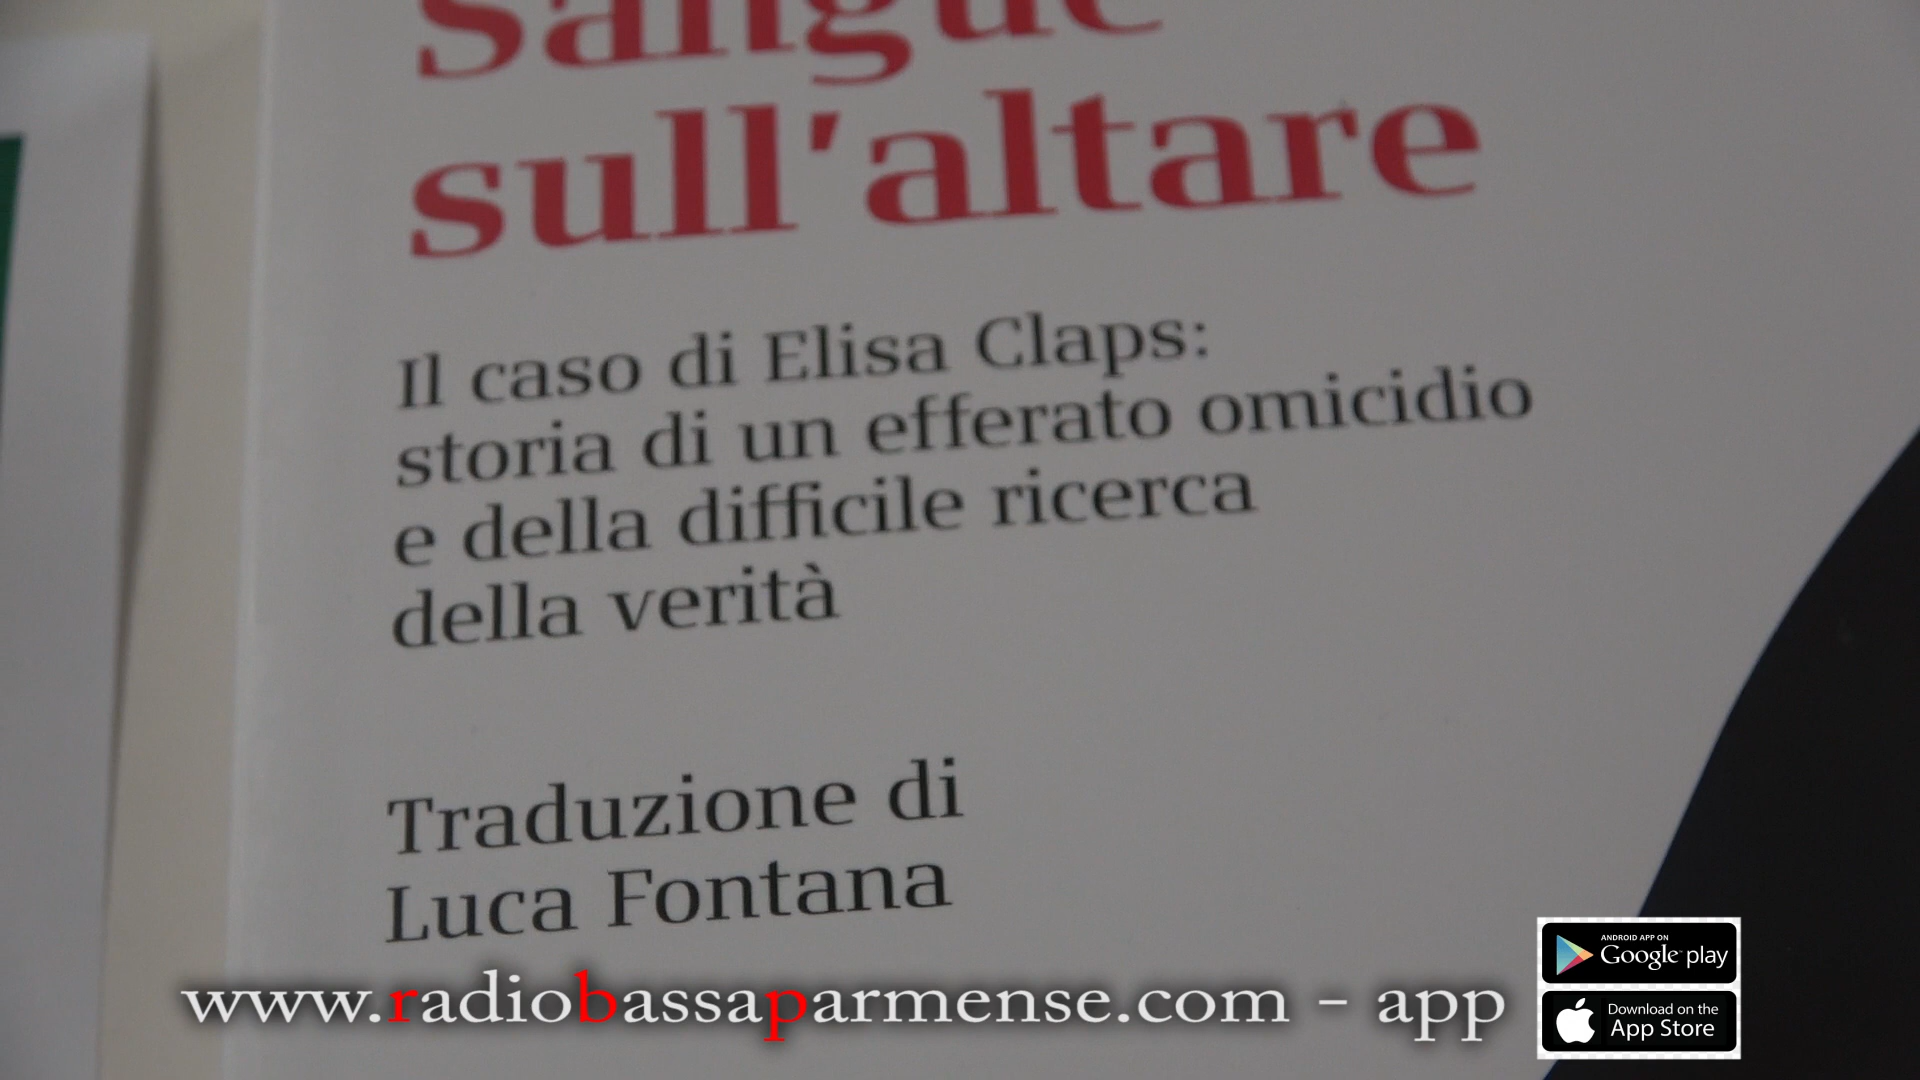 Sangue
sull'altare
Il caso di Elisa Claps:
storia di un efferato omicidio
e della difficile ricerca
della verità
Traduzione di
Luca Fontana
www.radiobassaparmense.com - app
ANDROID APP ON
Google play
Download on the
App Store